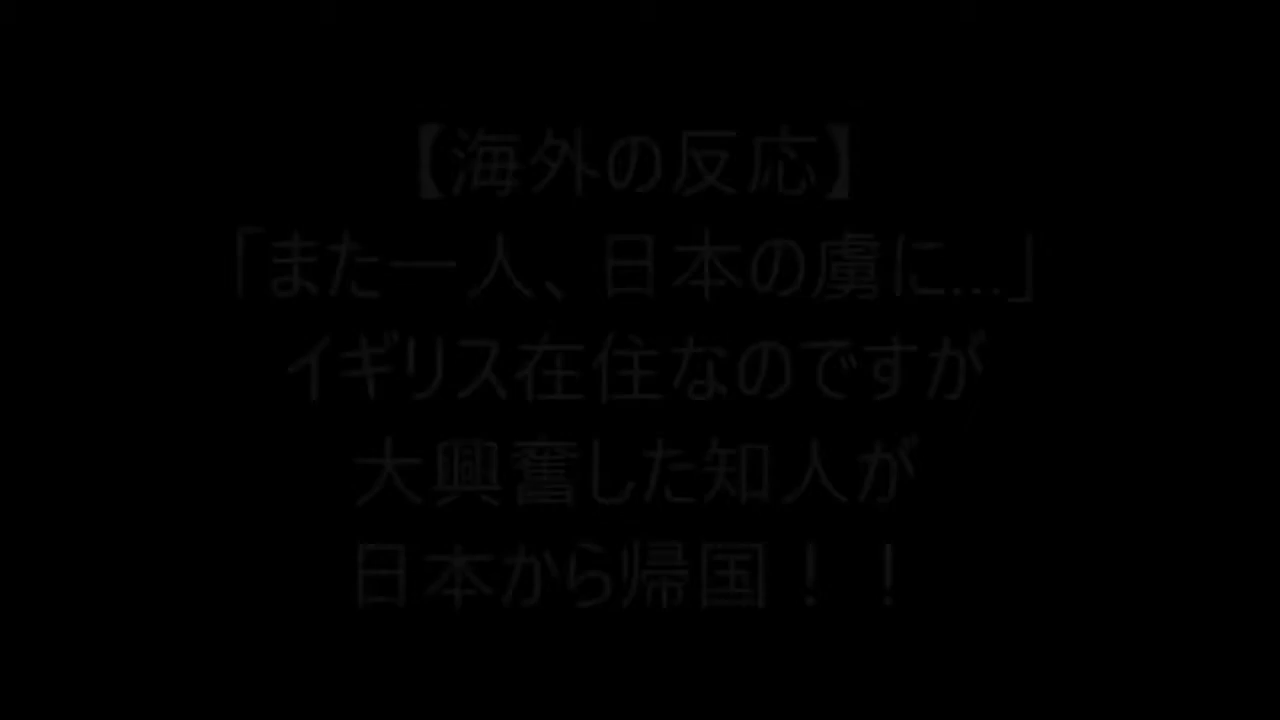 【海外の反応】
「また一人、日本の虜に…」
イギリス在住なのですが
大興奮した知人が
日本から帰国！！